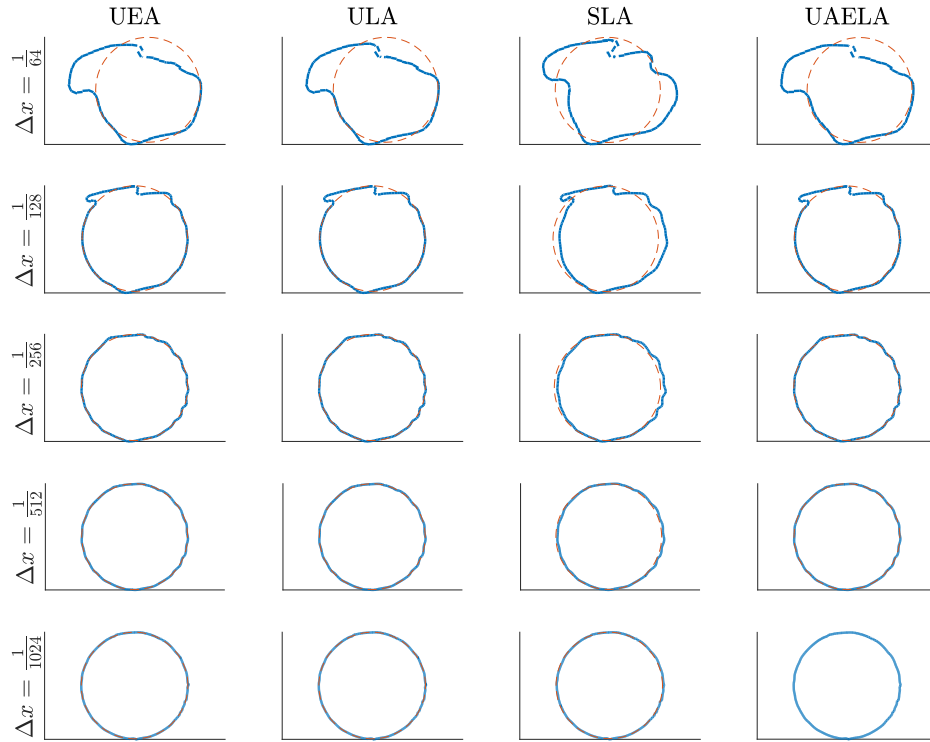 UEA ULA SLA UAELA
Δx = 1/64
Δx = 1/128
Δx = 1/256
Δx = 1/512
Δx = 1/1024